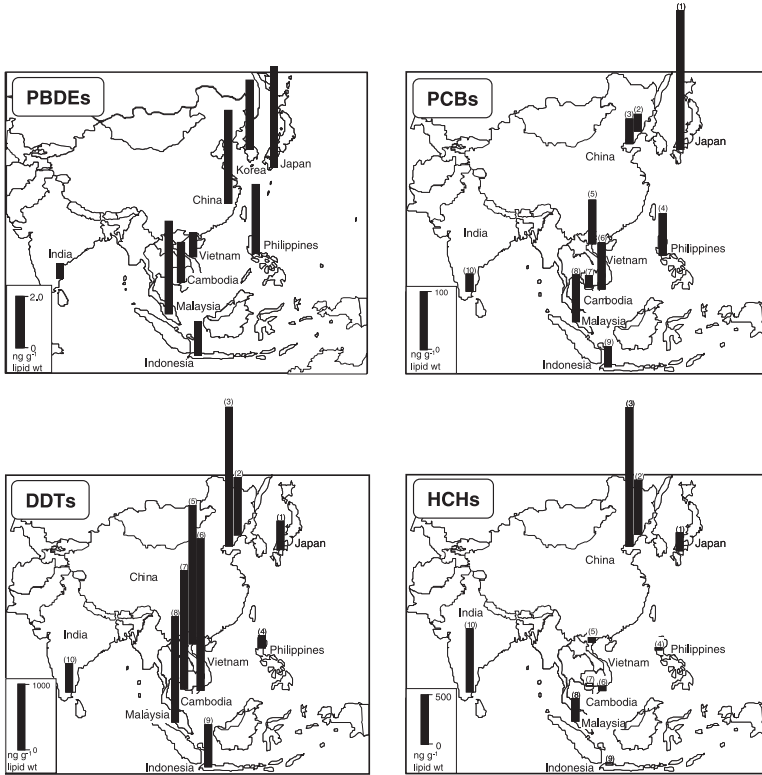 PBDEs
Korea
Japan
China
India
Vietnam
Philippines
Cambodia
Malaysia
Indonesia
2.0
0
ng g-1
lipid wt
(1)
PCBs
(3)
(2)
Japan
China
(5)
(4)
India
(6)
Philippines
Vietnam
(10)
(8)
(7)
Cambodia
Malaysia
(9)
Indonesia
100
0
ng g-1
lipid wt
(3)
DDTs
(2)
(5)
(1)
(6)
Japan
China
(7)
(8)
India
(4)
Philippines
(10)
Vietnam
Cambodia
Malaysia
(9)
Indonesia
1000
0
ng g-1
lipid wt
(3)
HCHs
(2)
(1)
Japan
China
India
(10)
(5)
(4)
Philippines
Vietnam
(7)
(6)
Cambodia
(8)
Malaysia
(9)
Indonesia
500
0
ng g-1
lipid wt